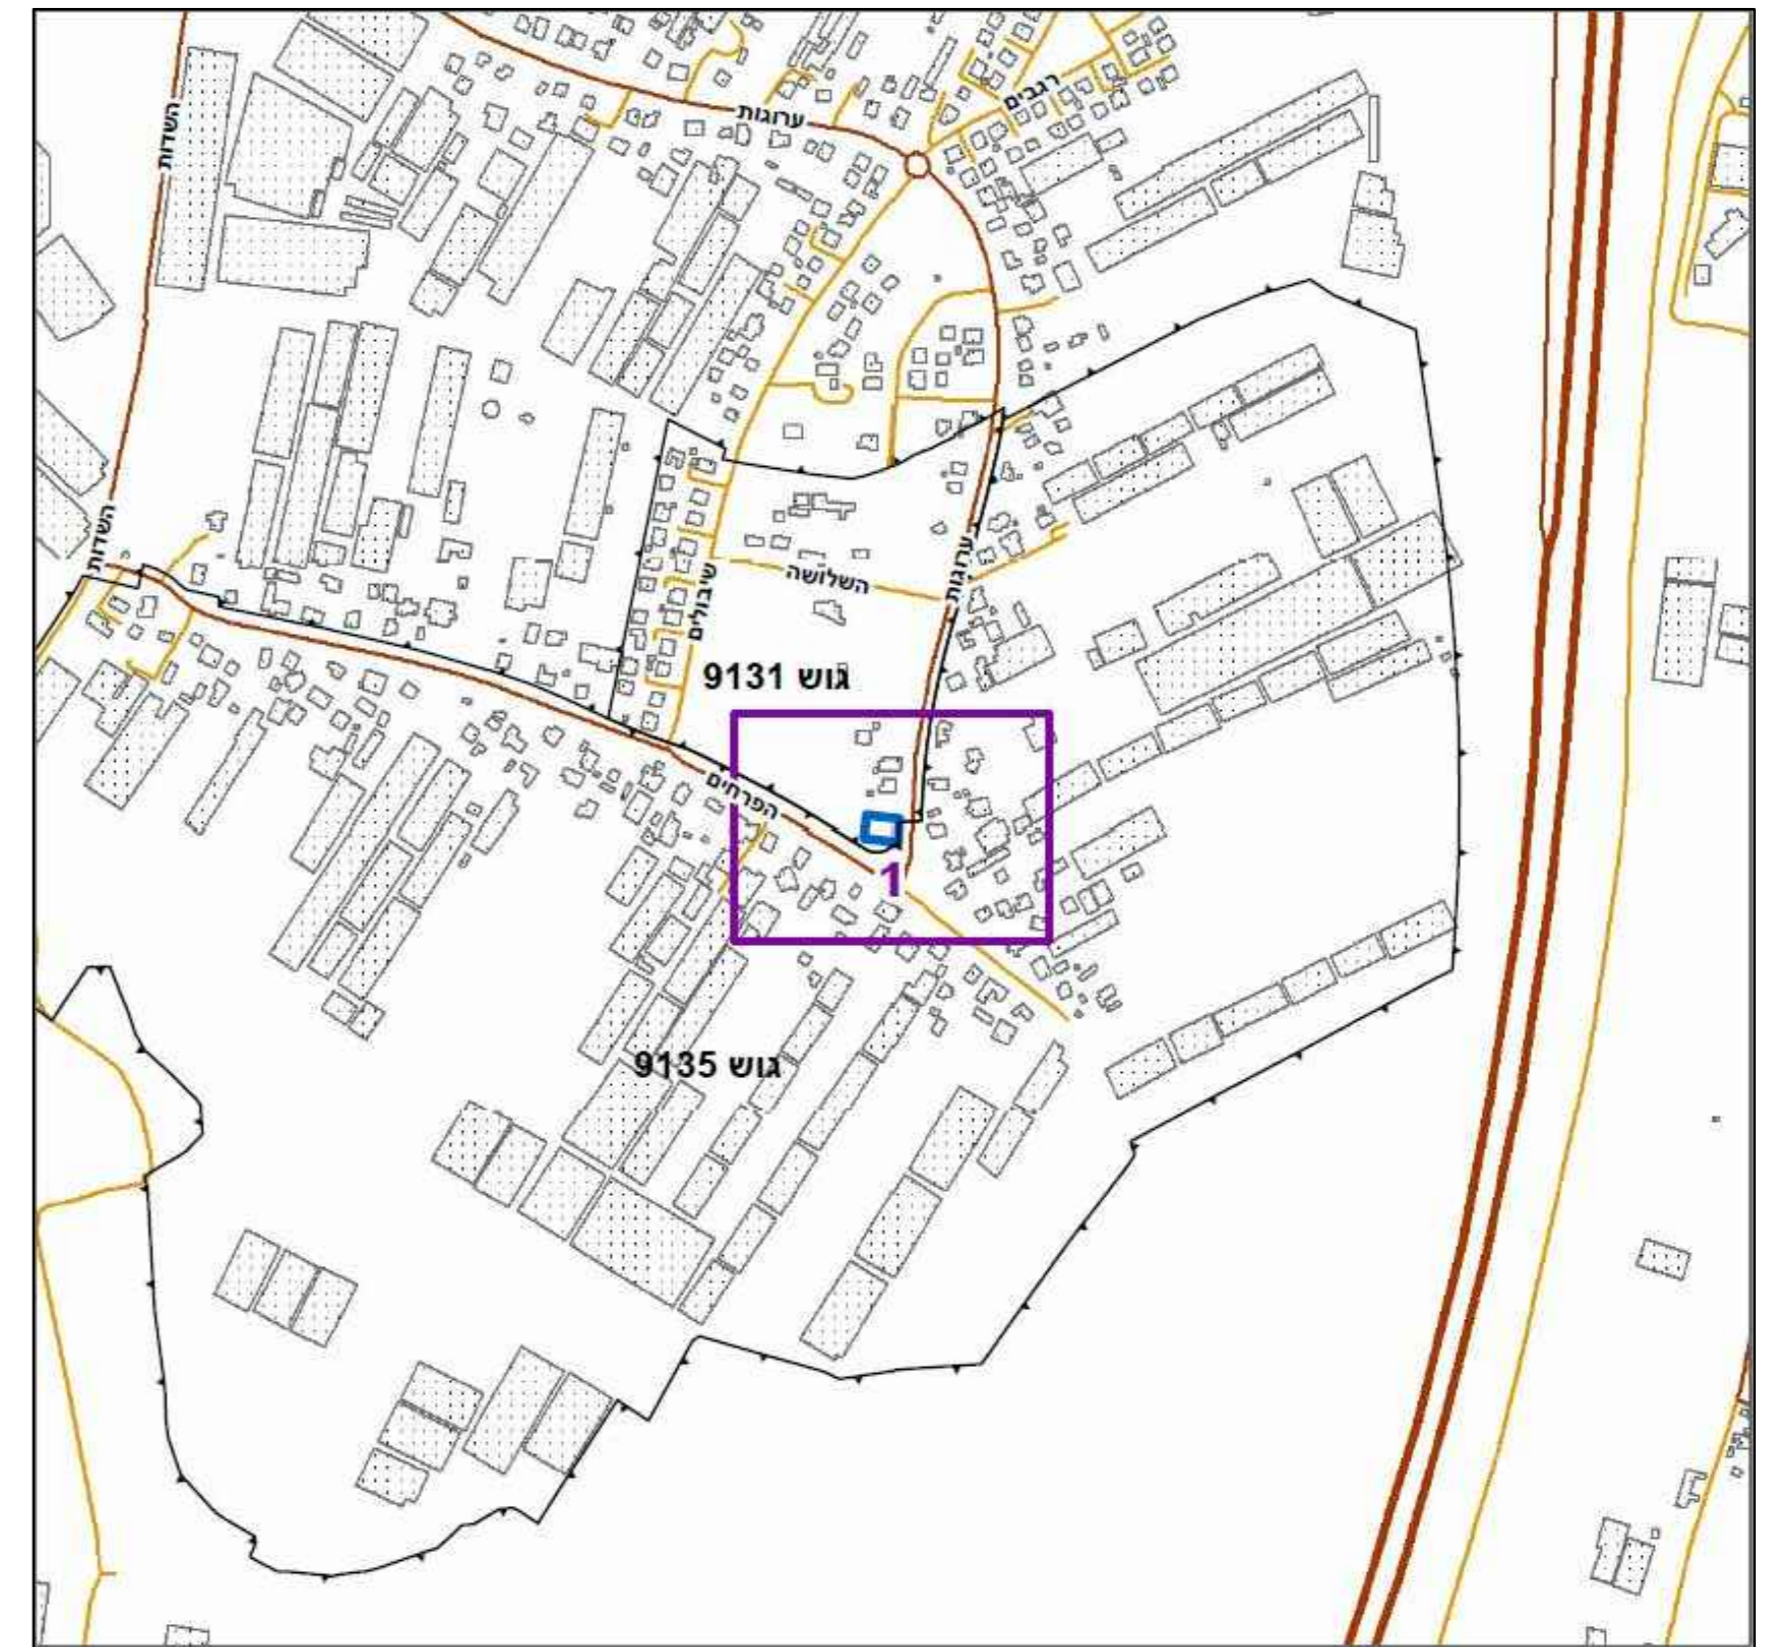 רגבים
ערוגות
השדות
השדות
ערוגות
השלושה
שיבולים
גוש 9131
הפרחים
1
גוש 9135